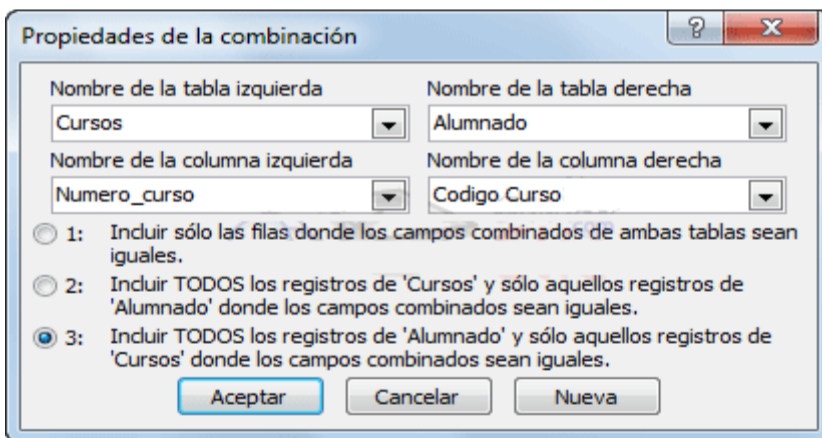 Propiedades de la combinación
Nombre de la tabla izquierda
Nombre de la tabla derecha
Cursos
Alumnado
Nombre de la columna izquierda
Nombre de la columna derecha
Numero_curso
Codigo Curso
1: Incluir sólo las filas donde los campos combinados de ambas tablas sean
iguales.
2: Incluir TODOS los registros de 'Cursos' y sólo aquellos registros de
'Alumnado' donde los campos combinados sean iguales.
3: Incluir TODOS los registros de 'Alumnado' y sólo aquellos registros de
'Cursos' donde los campos combinados sean iguales.
Aceptar
Cancelar
Nueva